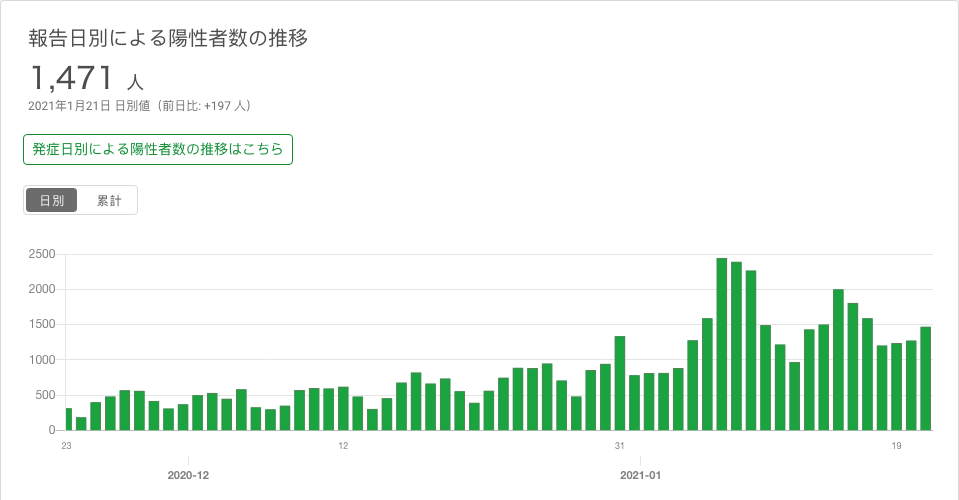 報告日別による陽性者数の推移
1,471 人
2021年1月21日 日別値（前日比: +197 人）
発症日別による陽性者数の推移はこちら
日別 累計
2500
2000
1500
1000
500
0
23 12 31 19
2020-12 2021-01